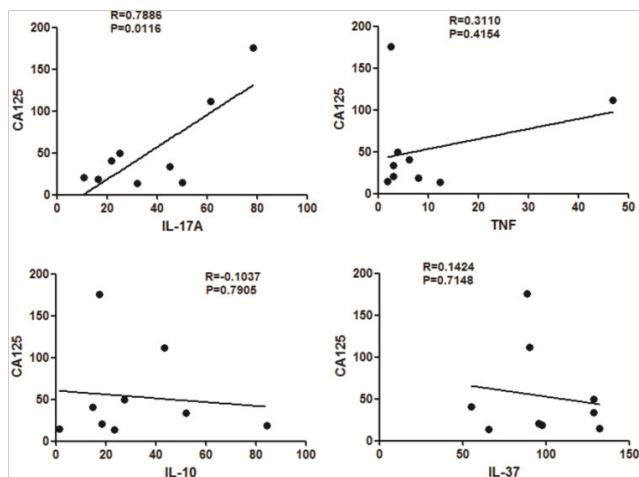 R=0.7886
P=0.0116
200
150
100
50
0
CA125
0 20 40 60 80 100
IL-17A
R=0.3110
P=0.4154
200
150
100
50
0
CA125
0 10 20 30 40 50
TNF
R=-0.1037
P=0.7905
200
150
100
50
0
CA125
0 20 40 60 80 100
IL-10
R=0.1424
P=0.7148
200
150
100
50
0
CA125
0 50 100 150
IL-37